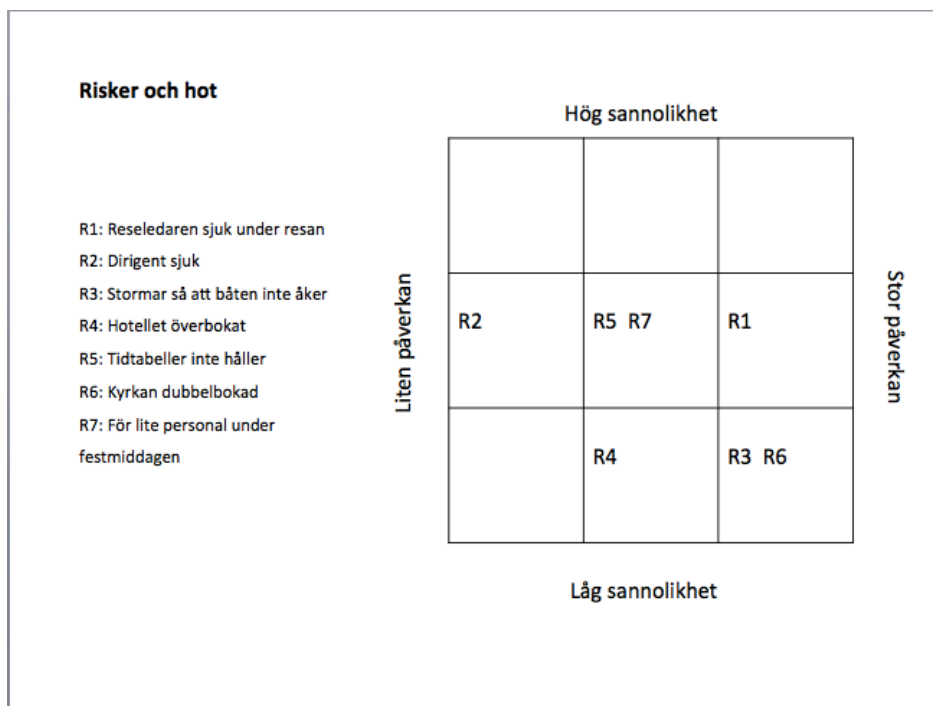 Risker och hot
Hög sannolikhet
R1: Reseledaren sjuk under resan
R2: Dirigent sjuk
R3: Stormar så att båten inte åker
R4: Hotellet överbokat
R5: Tidtabeller inte håller
R6: Kyrkan dubbelbokad
R7: För lite personal under
festmiddagen
Liten påverkan
R2
R5 R7
R1
R4
R3 R6
Stor påverkan
Låg sannolikhet